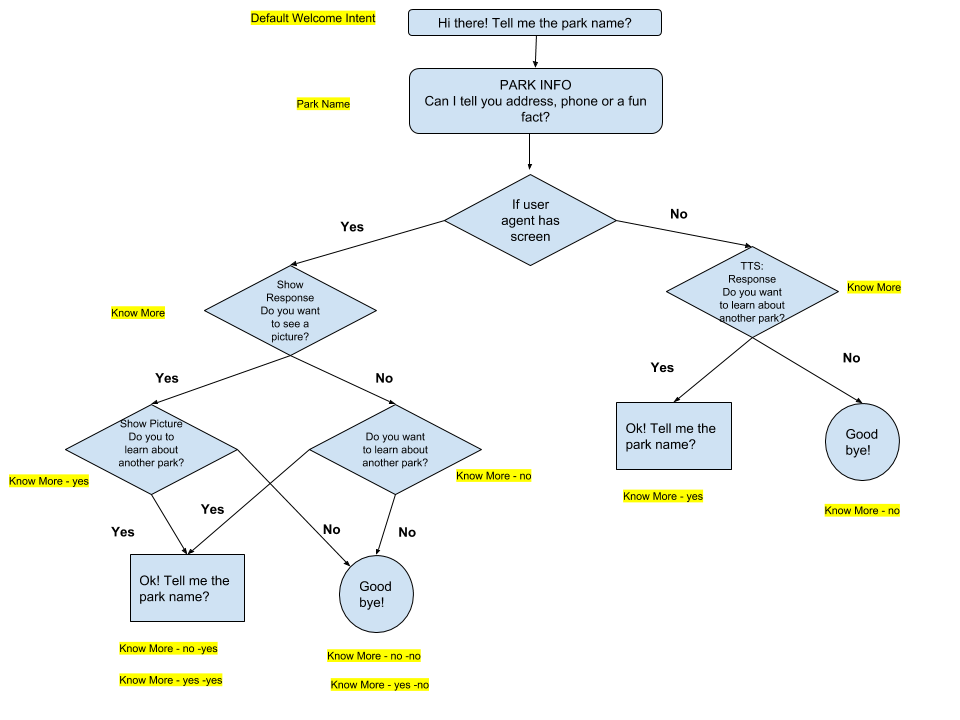 Default Welcome Intent
Hi there! Tell me the park name?
PARK INFO
Can I tell you address, phone or a fun
fact?
Park Name
If user
agent has
screen
Yes
No
Show
Response
Do you want
to see a
picture?
Know More
TTS:
Response
Do you want
to learn about
another park?
Know More
Yes
No
Yes
No
Show Picture
Do you to
learn about
another park?
Know More - yes
Do you want
to learn about
another park?
Know More - no
Ok! Tell me the
park name?
Know More - yes
Good
bye!
Know More - no
Yes
Yes
No
No
Ok! Tell me the
park name?
Good
bye!
Know More - no -yes
Know More - yes -yes
Know More - no -no
Know More - yes -no